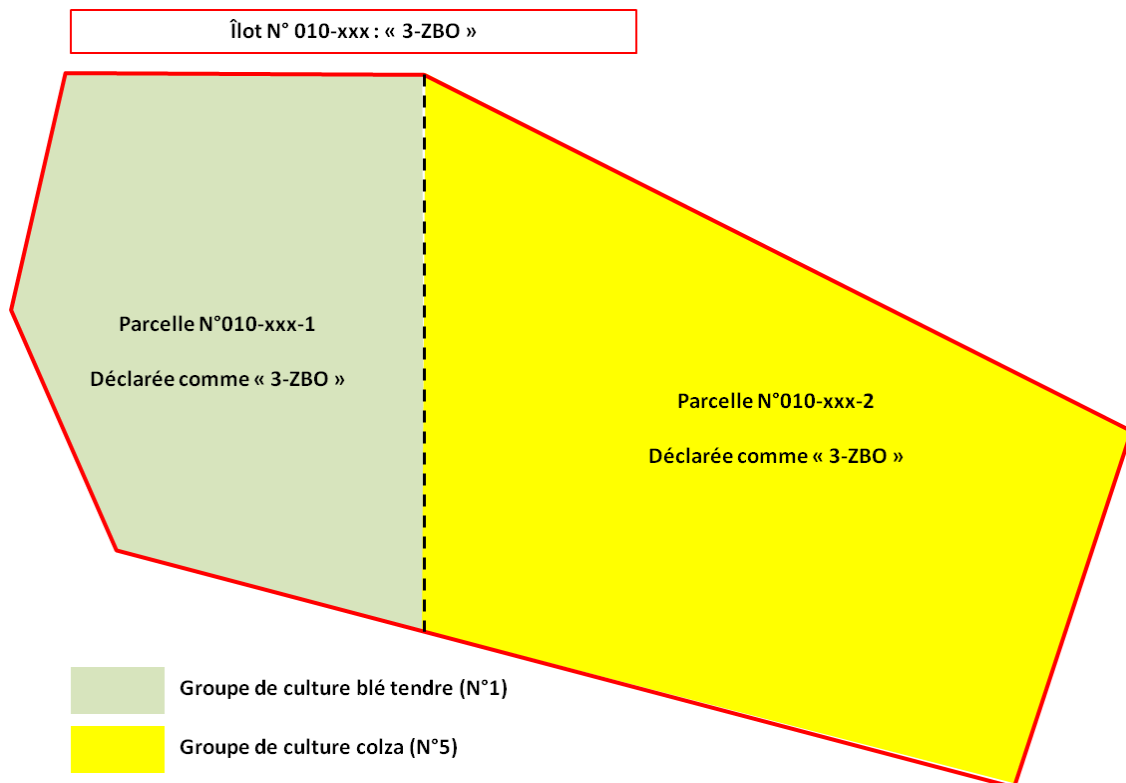 Îlot N° 010-xxx : « 3-ZBO »
Parcelle N°010-xxx-1
Déclarée comme « 3-ZBO »
Parcelle N°010-xxx-2
Déclarée comme « 3-ZBO »
Groupe de culture blé tendre (N°1)
Groupe de culture colza (N°5)